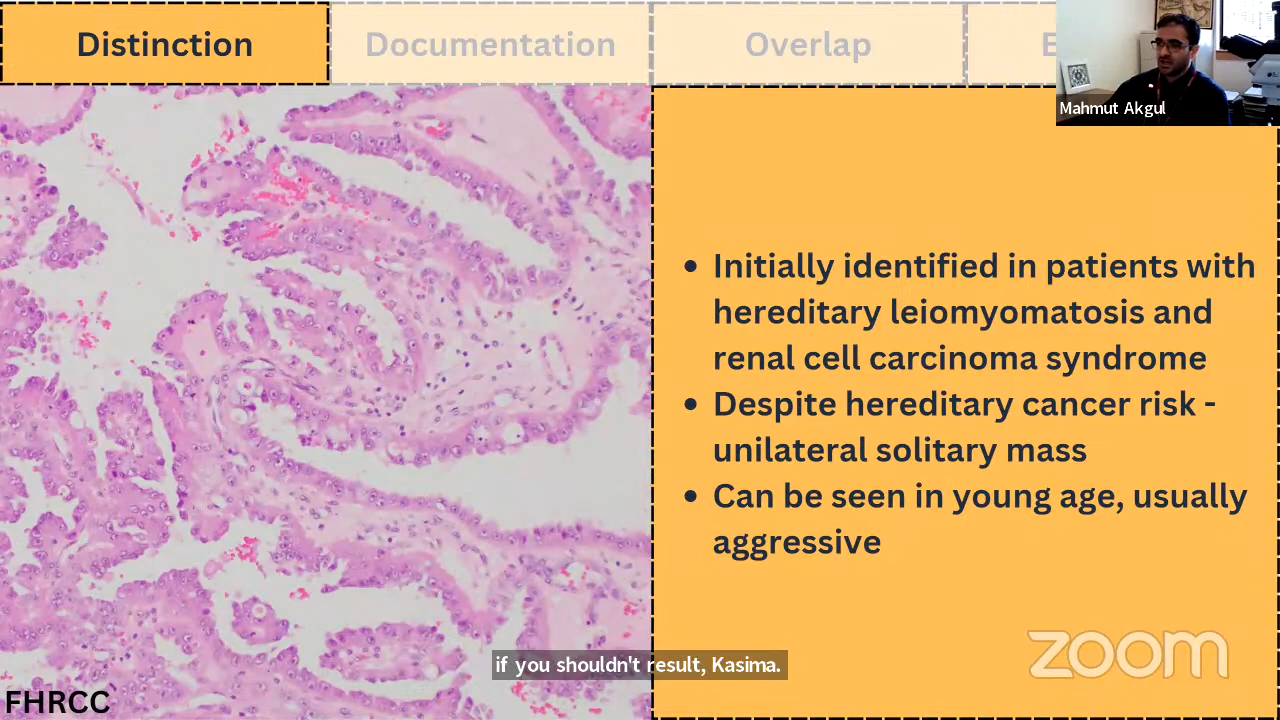 Distinction
Documentation
Overlap
Mahmut Akgul
Initially identified in patients with
hereditary leiomyomatosis and
renal cell carcinoma syndrome
Despite hereditary cancer risk -
unilateral solitary mass
Can be seen in young age, usually
aggressive
if you shouldn't result, Kasima.
zoom
FHRCC